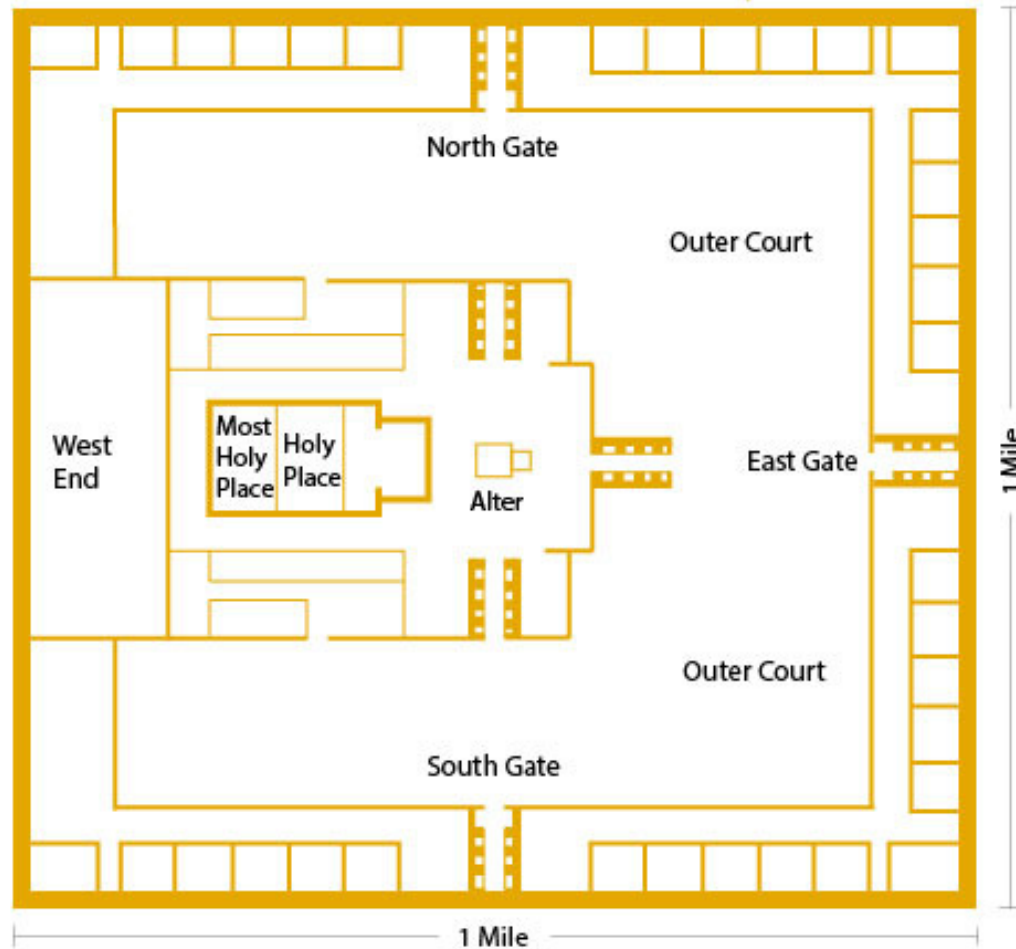 North Gate
Outer Court
West
End
Most
Holy
Place
Holy
Place
Alter
East Gate
1 Mile
Outer Court
South Gate
1 Mile